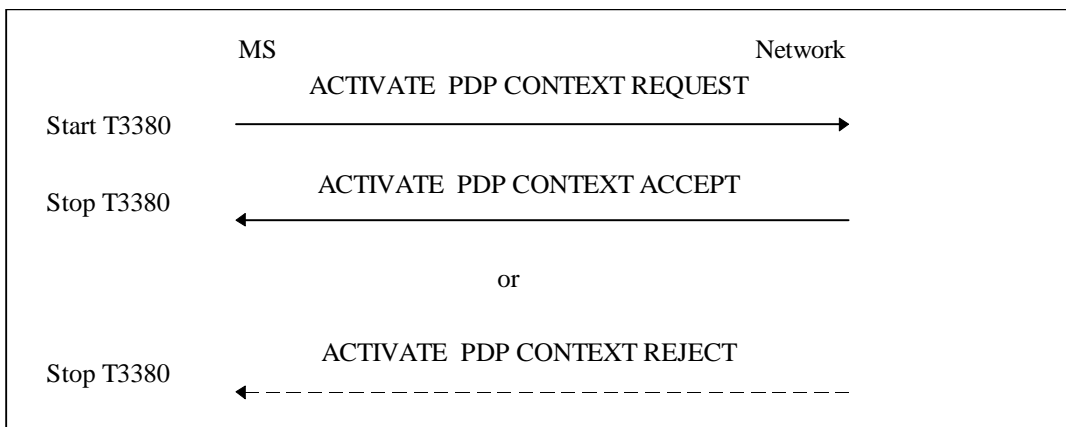 MS Network
ACTIVATE PDP CONTEXT REQUEST
Start T3380
ACTIVATE PDP CONTEXT ACCEPT
Stop T3380
or
ACTIVATE PDP CONTEXT REJECT
Stop T3380